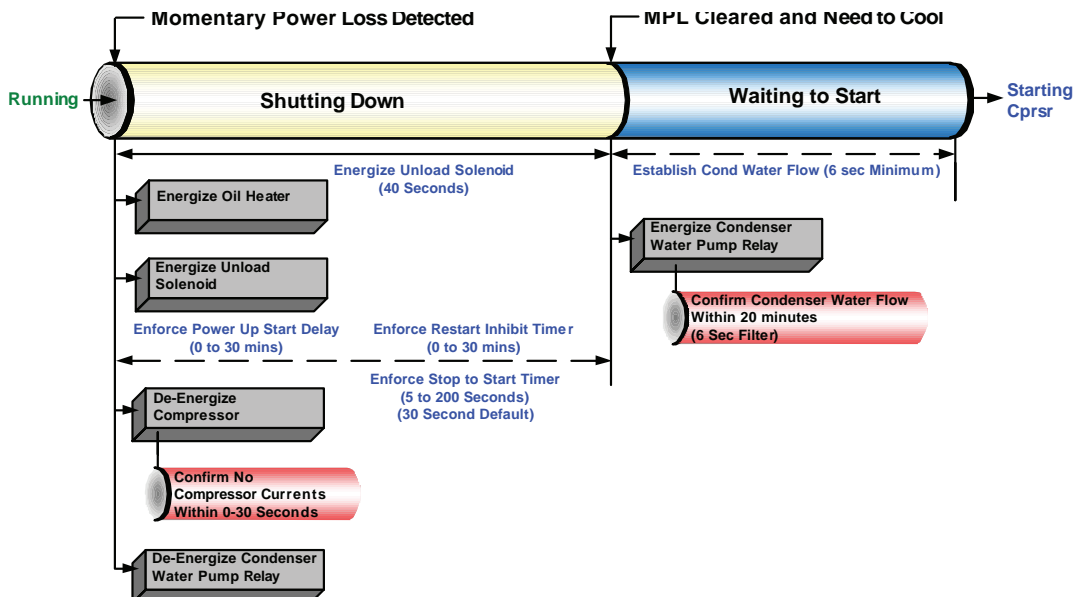 Momentary Power Loss Detected
MPL Cleared and Need to Cool
Running
Shutting Down
Waiting to Start
Starting
Cprsr
Energize Unload Solenoid
(40 Seconds)
Establish Cond Water Flow (6 sec Minimum)
Energize Oil Heater
Energize Condenser
Water Pump Relay
Energize Unload
Solenoid
Confirm Condenser Water Flow
Within 20 minutes
(6 Sec Filter)
Enforce Power Up Start Delay
(0 to 30 mins)
Enforce Restart Inhibit Timer
(0 to 30 mins)
Enforce Stop to Start Timer
(5 to 200 Seconds)
(30 Second Default)
De-Energize
Compressor
Confirm No
Compressor Currents
Within 0-30 Seconds
De-Energize Condenser
Water Pump Relay